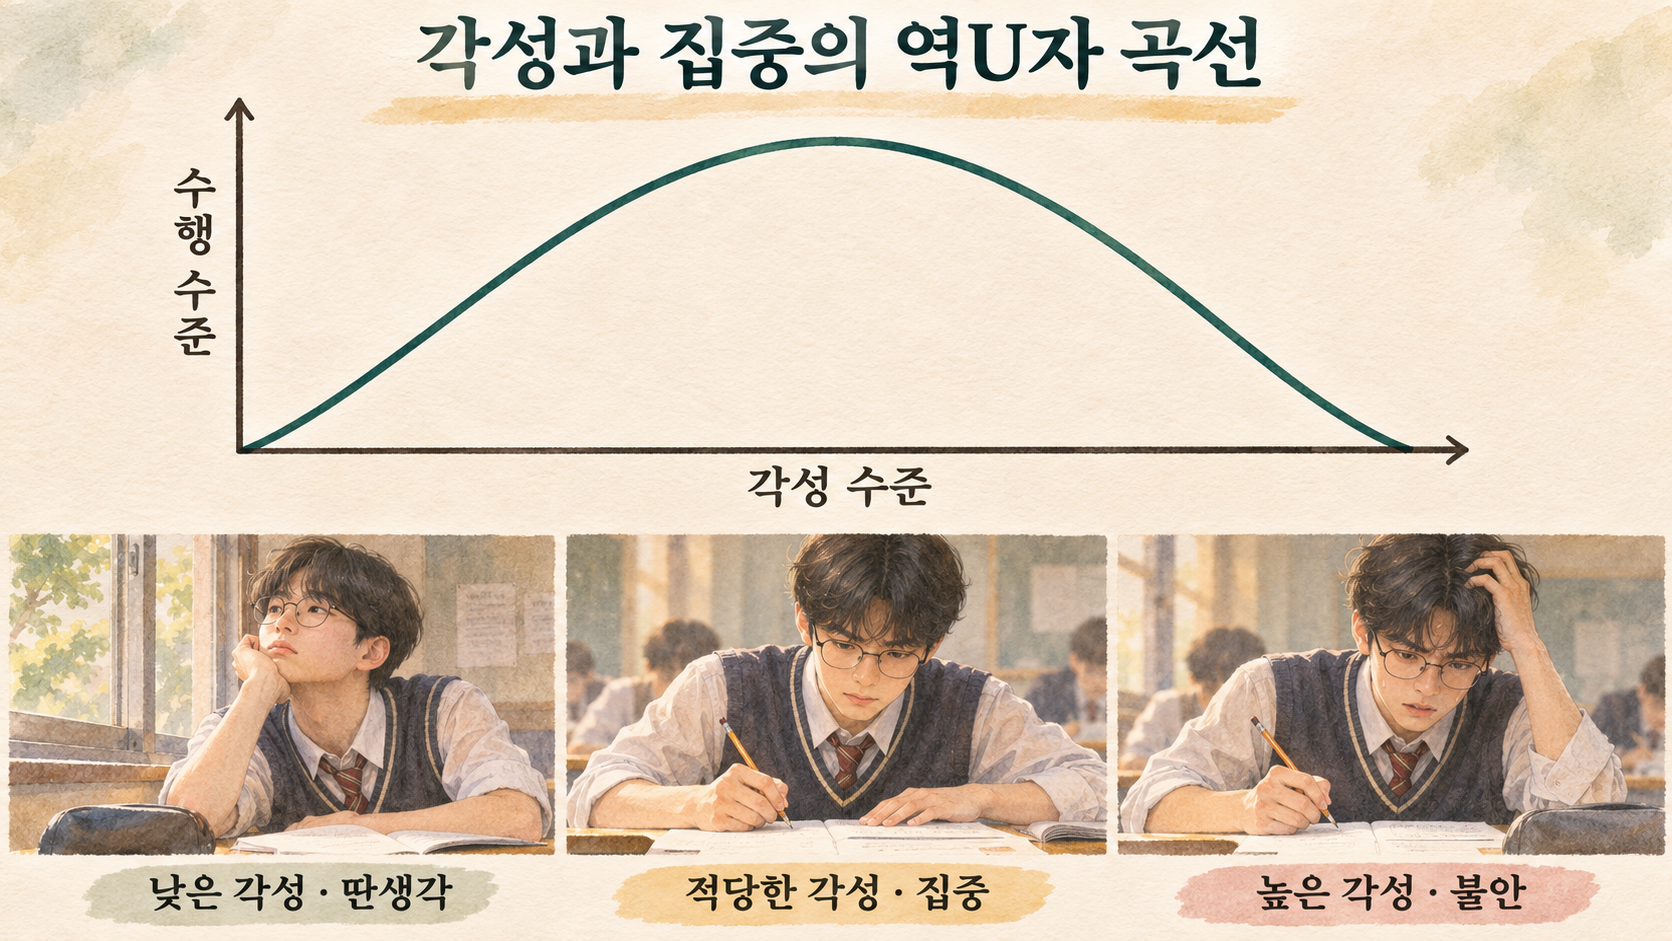 각성과 집중의 역U자 곡선
수행 수준
각성 수준
낮은 각성 · 딴생각
적당한 각성 · 집중
높은 각성 · 불안